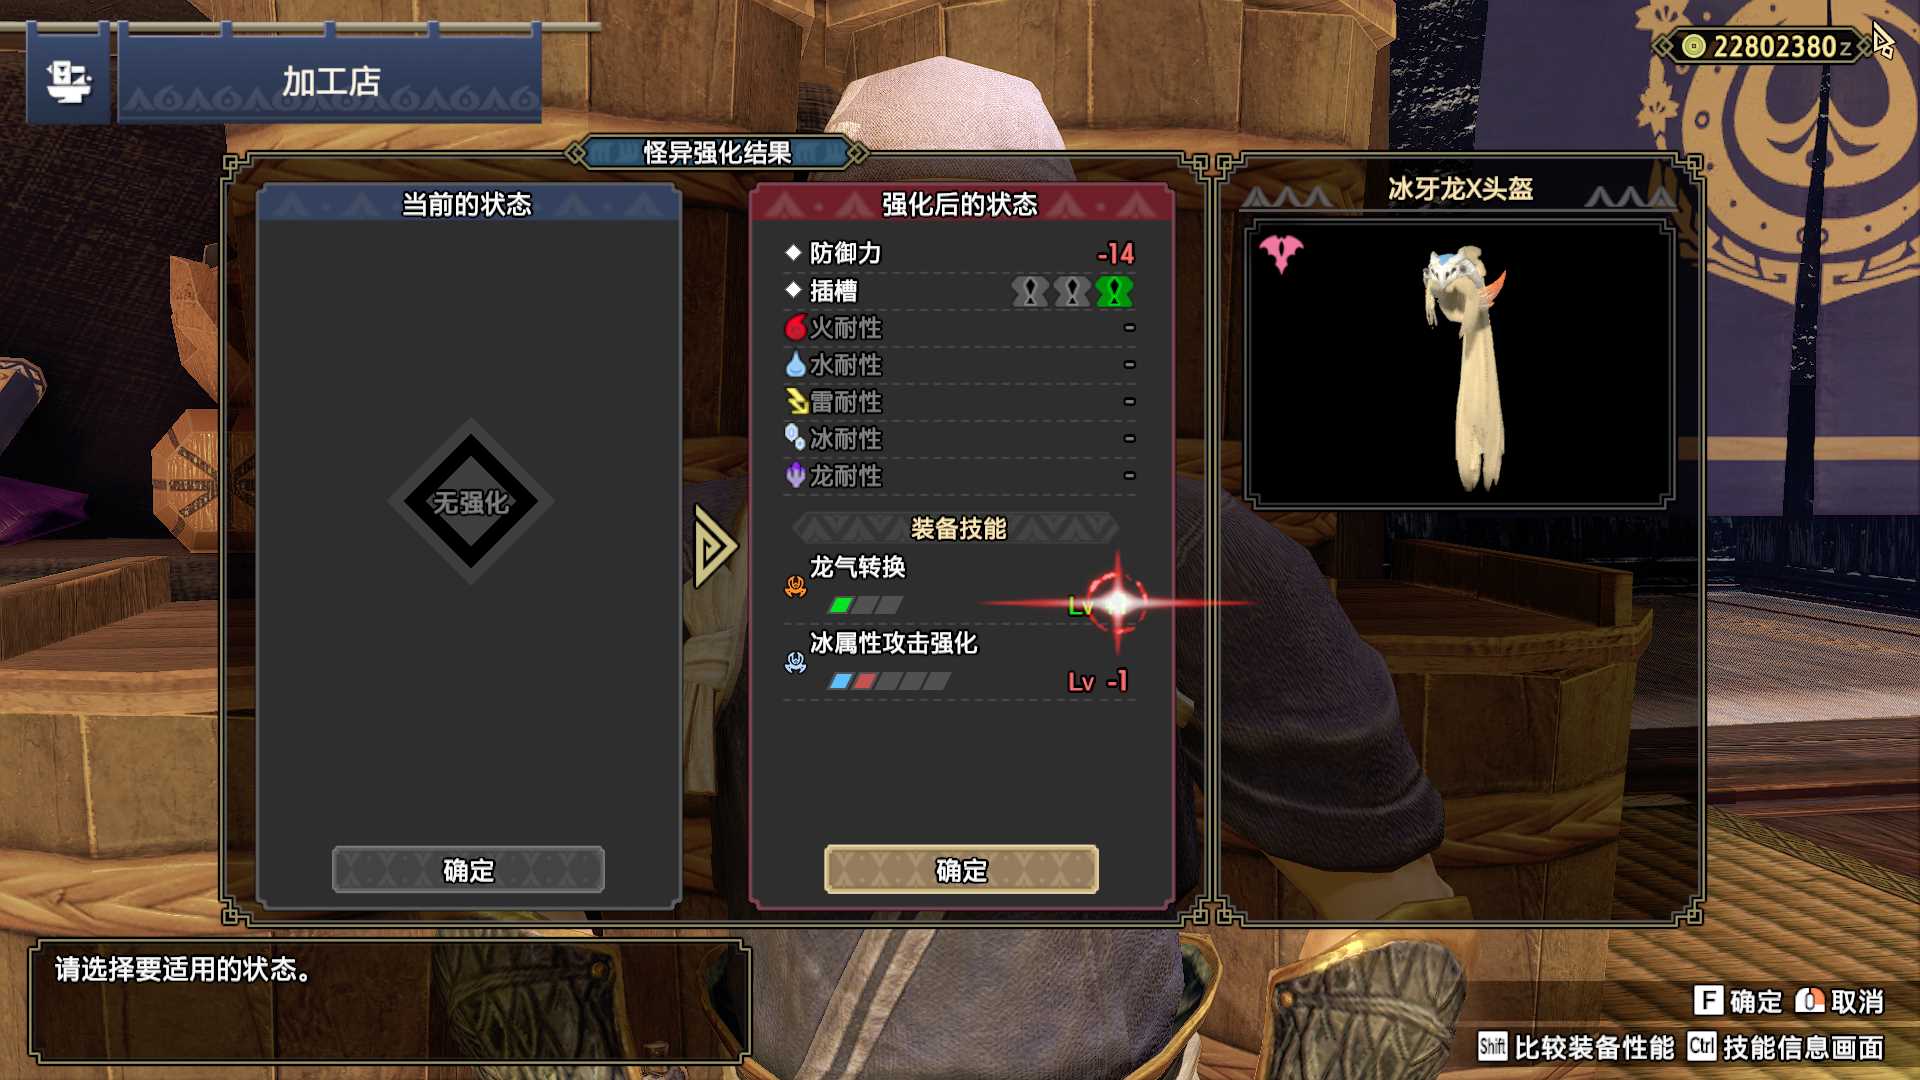 加工店
22802380z
怪异强化结果
当前的状态
无强化
确定
强化后的状态
防御力 -14
插槽
火耐性 -
水耐性 -
雷耐性 -
冰耐性 -
龙耐性 -
装备技能
龙气转换
Lv
冰属性攻击强化
Lv -1
确定
冰牙龙X头盔
请选择要适用的状态。
F 确定 取消
Shift 比较装备性能 Ctrl 技能信息画面